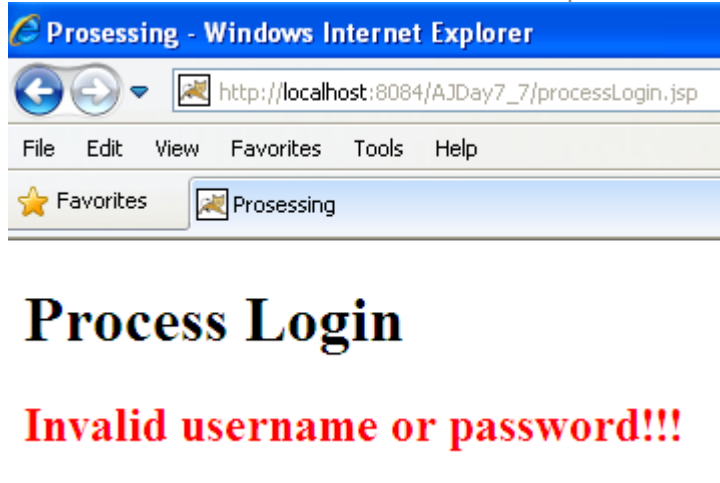 Prosessing - Windows Internet Explorer
http://localhost:8084/AJDay7_7/processLogin.jsp
File Edit View Favorites Tools Help
Favorites Prosessing
Process Login
Invalid username or password!!!